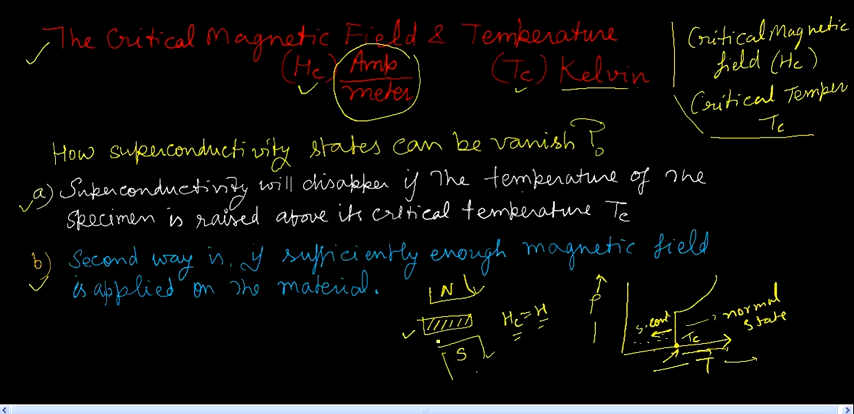 The Critical Magnetic Field & Temperature
(Hc) Amp/meter (Tc) Kelvin
Critical Magnetic
field (Hc)
Critical Temper
Tc
How superconductivity states can be vanish ?
a) Superconductivity will disapper if the temperature of the
specimen is raised above its critical temperature Tc
b) Second way is, if sufficiently enough magnetic field
is applied on the material.
N
Hc = H
S
ρ
s.cont
normal
state
Tc
T